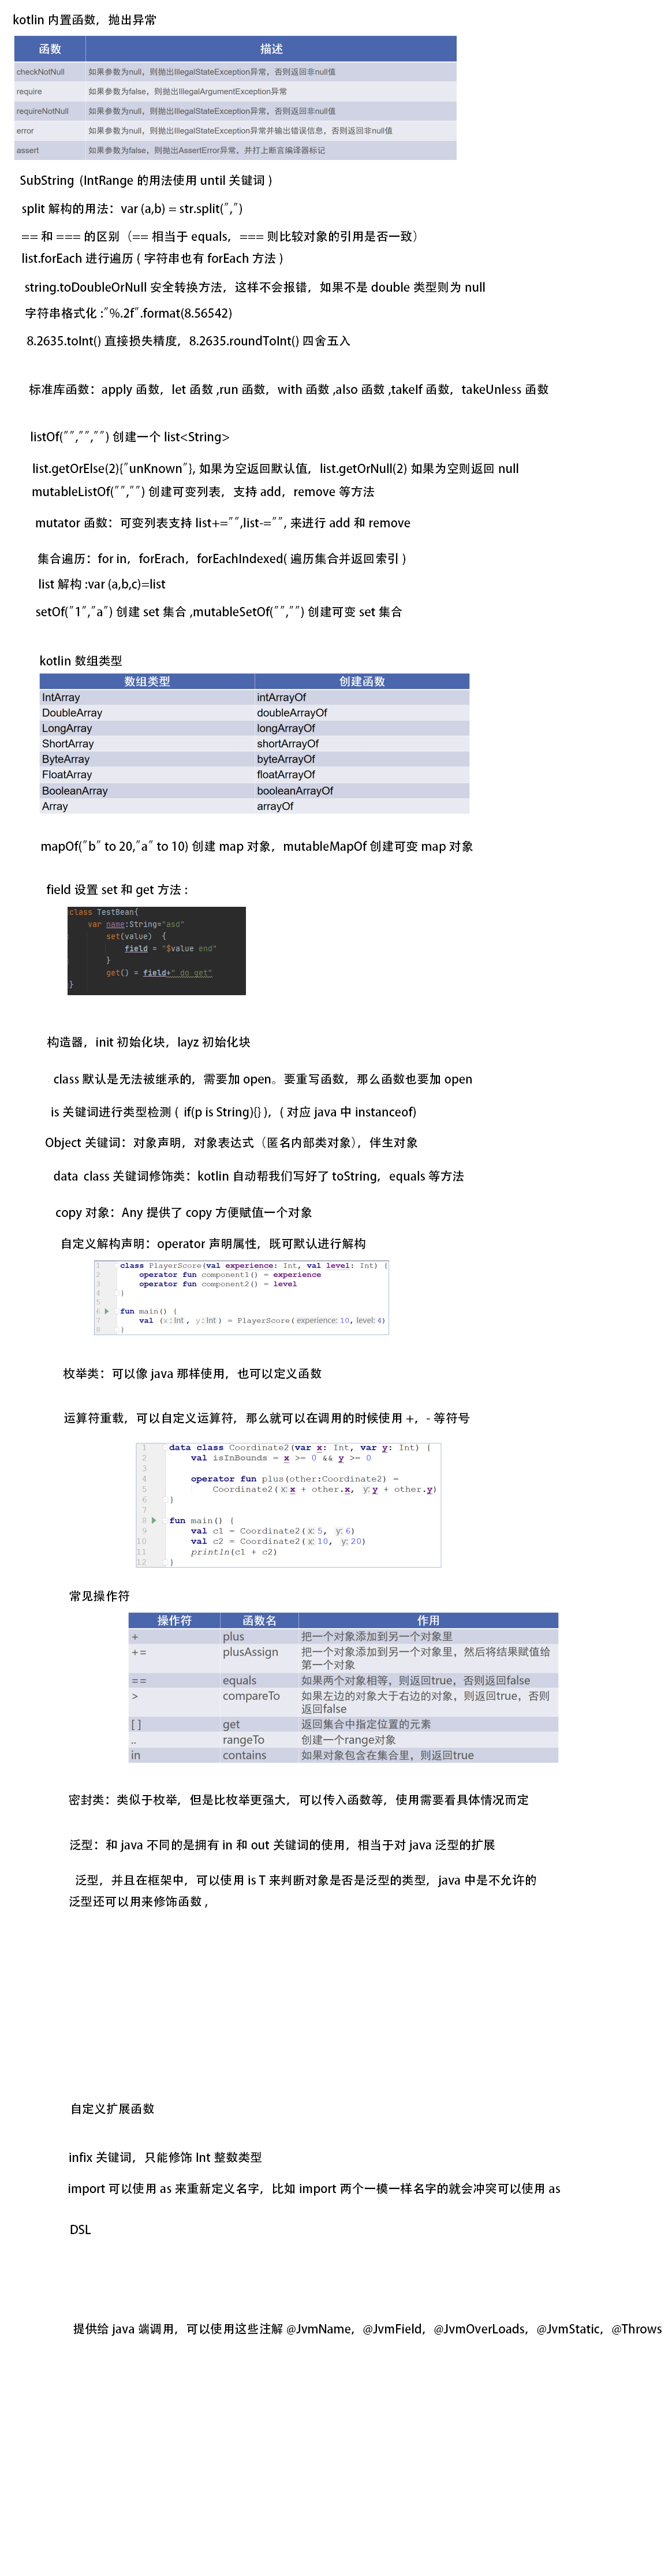 kotlin 内置函数，抛出异常
函数 描述
checkNotNull 如果参数为null，则抛出IllegalStateException异常，否则返回非null值
require 如果参数为false，则抛出IllegalArgumentException异常
requireNotNull 如果参数为null，则抛出IllegalStateException异常，否则返回非null值
error 如果参数为null，则抛出IllegalStateException异常并输出错误信息，否则返回非null值
assert 如果参数为false，则抛出AssertError异常，并打上断言编译器标记
SubString (IntRange 的用法使用 until 关键词 )
split 解构的用法：var (a,b) = str.split(",")
== 和 === 的区别（== 相当于 equals，=== 则比较对象的引用是否一致）
list.forEach 进行遍历 ( 字符串也有 forEach 方法 )
string.toDoubleOrNull 安全转换方法，这样不会报错，如果不是 double 类型则为 null
字符串格式化 :"%.2f".format(8.56542)
8.2635.toInt() 直接损失精度，8.2635.roundToInt() 四舍五入
标准库函数：apply 函数，let 函数 ,run 函数，with 函数 ,also 函数 ,takeIf 函数，takeUnless 函数
listOf("","","") 创建一个 list<String>
list.getOrElse(2){"unKnown"}, 如果为空返回默认值，list.getOrNull(2) 如果为空则返回 null
mutableListOf("","") 创建可变列表，支持 add，remove 等方法
mutator 函数：可变列表支持 list+="",list-="", 来进行 add 和 remove
集合遍历：for in，forErach，forEachIndexed( 遍历集合并返回索引 )
list 解构 :var (a,b,c)=list
setOf("1","a") 创建 set 集合 ,mutableSetOf("","") 创建可变 set 集合
kotlin 数组类型
数组类型 创建函数
IntArray intArrayOf
DoubleArray doubleArrayOf
LongArray longArrayOf
ShortArray shortArrayOf
ByteArray byteArrayOf
FloatArray floatArrayOf
BooleanArray booleanArrayOf
Array arrayOf
mapOf("b" to 20,"a" to 10) 创建 map 对象，mutableMapOf 创建可变 map 对象
field 设置 set 和 get 方法 :
class TestBean{
var name:String="asd"
set(value) {
field = "$value end"
}
get() = field+" do get"
}
构造器，init 初始化块，layz 初始化块
class 默认是无法被继承的，需要加 open。要重写函数，那么函数也要加 open
is 关键词进行类型检测 ( if(p is String){} )，( 对应 java 中 instanceof)
Object 关键词：对象声明，对象表达式（匿名内部类对象），伴生对象
data class 关键词修饰类：kotlin 自动帮我们写好了 toString，equals 等方法
copy 对象：Any 提供了 copy 方便赋值一个对象
自定义解构声明：operator 声明属性，既可默认进行解构
1 class PlayerScore(val experience: Int, val level: Int) {
2 operator fun component1() = experience
3 operator fun component2() = level
4 }
5
6 fun main() {
7 val (x: Int, y: Int) = PlayerScore( experience: 10, level: 4)
8 }
枚举类：可以像 java 那样使用，也可以定义函数
运算符重载，可以自定义运算符，那么就可以在调用的时候使用 +，- 等符号
1 data class Coordinate2(var x: Int, var y: Int) {
2 val isInBounds = x >= 0 && y >= 0
3
4 operator fun plus(other:Coordinate2) =
5 Coordinate2( x: x + other.x, y: y + other.y)
6 }
7
8 fun main() {
9 val c1 = Coordinate2( x: 5, y: 6)
10 val c2 = Coordinate2( x: 10, y: 20)
11 println(c1 + c2)
12 }
常见操作符
操作符 函数名 作用
+ plus 把一个对象添加到另一个对象里
+= plusAssign 把一个对象添加到另一个对象里，然后将结果赋值给
第一个对象
== equals 如果两个对象相等，则返回true，否则返回false
> compareTo 如果左边的对象大于右边的对象，则返回true，否则
返回false
[ ] get 返回集合中指定位置的元素
.. rangeTo 创建一个range对象
in contains 如果对象包含在集合里，则返回true
密封类：类似于枚举，但是比枚举更强大，可以传入函数等，使用需要看具体情况而定
泛型：和 java 不同的是拥有 in 和 out 关键词的使用，相当于对 java 泛型的扩展
泛型，并且在框架中，可以使用 is T 来判断对象是否是泛型的类型，java 中是不允许的
泛型还可以用来修饰函数 ,
自定义扩展函数
infix 关键词，只能修饰 Int 整数类型
import 可以使用 as 来重新定义名字，比如 import 两个一模一样名字的就会冲突可以使用 as
DSL
提供给 java 端调用，可以使用这些注解 @JvmName，@JvmField，@JvmOverLoads，@JvmStatic，@Throws